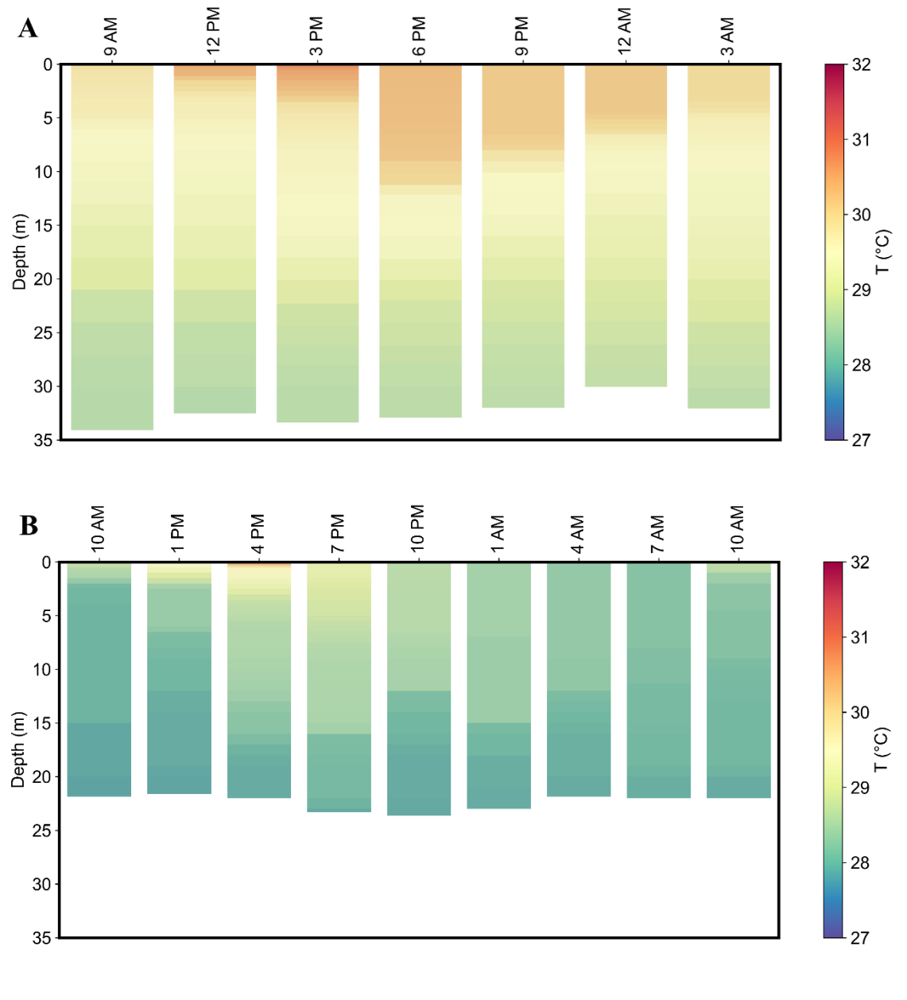 A
9 AM
12 PM
3 PM
6 PM
9 PM
12 AM
3 AM
0
5
10
15
20
25
30
35
Depth (m)
32
31
30
29
28
27
T (°C)
B
10 AM
1 PM
4 PM
7 PM
10 PM
1 AM
4 AM
7 AM
10 AM
0
5
10
15
20
25
30
35
Depth (m)
32
31
30
29
28
27
T (°C)